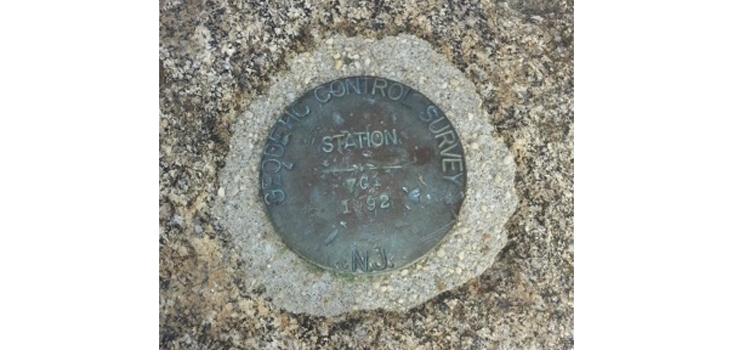 GEODETIC CONTROL SURVEY
STATION
1992
N.J.